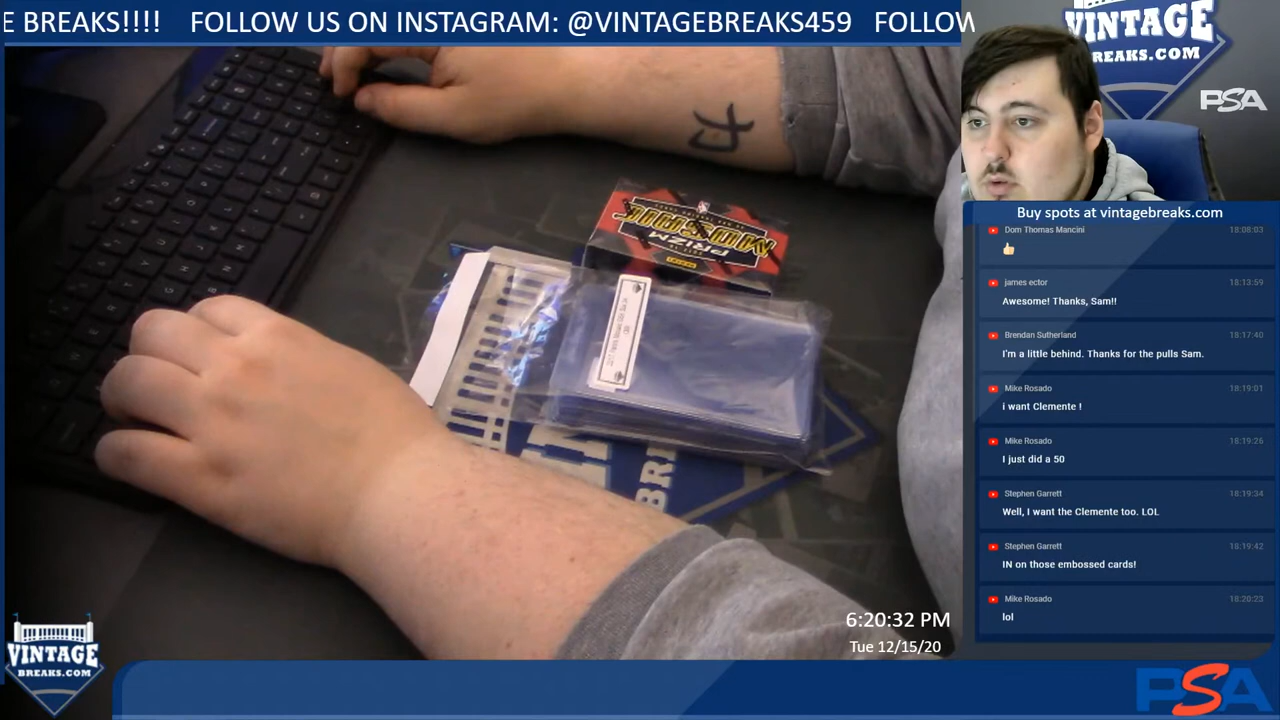 E BREAKS!!!! FOLLOW US ON INSTAGRAM: @VINTAGEBREAKS459 FOLLOW
VINTAGE
BREAKS.COM
PSA
Buy spots at vintagebreaks.com
Dom Thomas Mancini 18:08:03
james ector 18:13:59
Awesome! Thanks, Sam!!
Brendan Sutherland 18:17:40
I'm a little behind. Thanks for the pulls Sam.
Mike Rosado 18:19:01
i want Clemente !
Mike Rosado 18:19:26
I just did a 50
Stephen Garrett 18:19:34
Well, I want the Clemente too. LOL
Stephen Garrett 18:19:42
IN on those embossed cards!
Mike Rosado 18:20:23
lol
MOSAIC
PRIZM
PANINI
BRE
6:20:32 PM
Tue 12/15/20
VINTAGE
BREAKS.COM
PSA